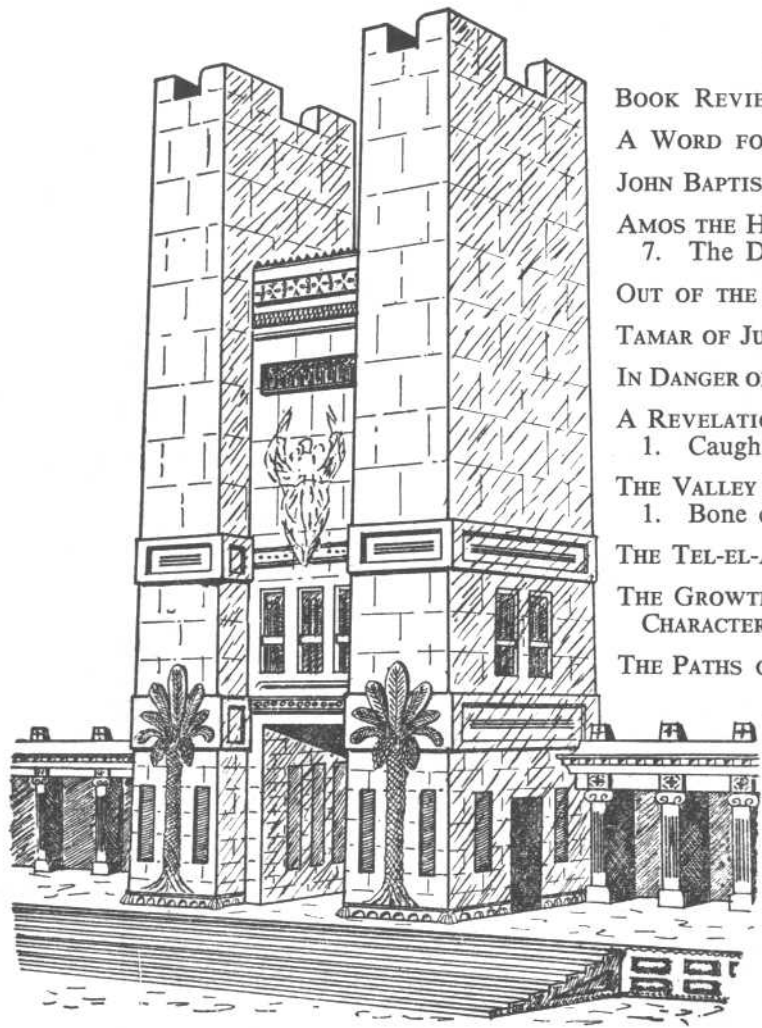 BOOK REVIE
A WORD FO
JOHN BAPTIS
AMOS THE H
7. The D
OUT OF THE
TAMAR OF JU
IN DANGER O
A REVELATIO
1. Caugh
THE VALLEY
1. Bone
THE TEL-EL-A
THE GROWTH
CHARACTER
THE PATHS